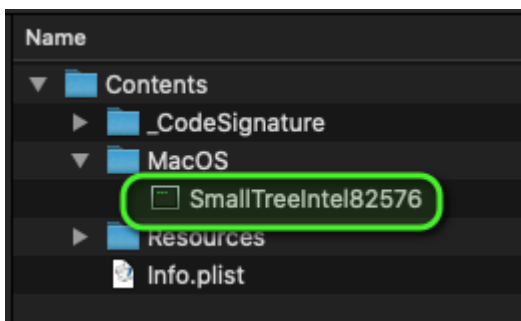 Name
Contents
_CodeSignature
MacOS
SmallTreeIntel82576
Resources
Info.plist